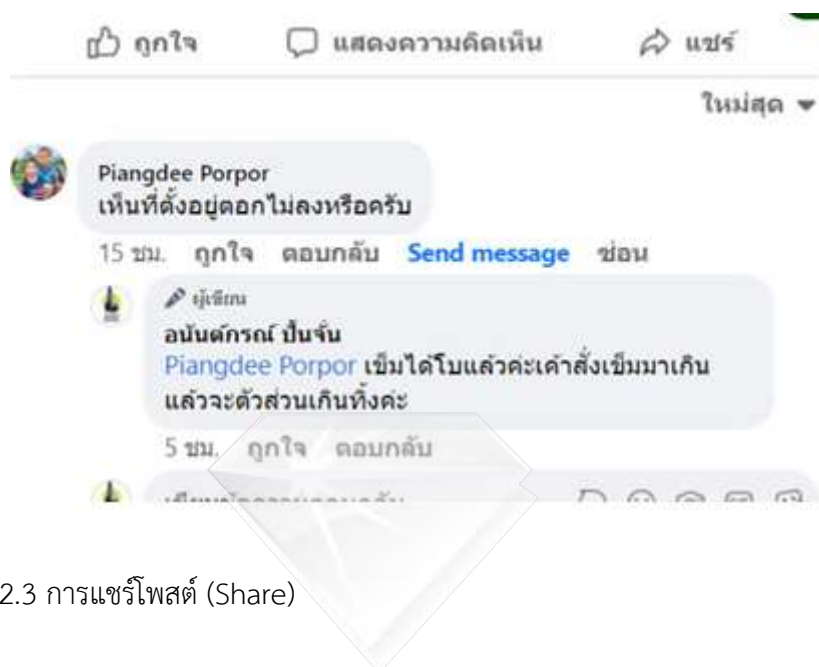 ถูกใจ แสดงความคิดเห็น แชร์
ใหม่สุด
Piangdee Porpor
เห็นที่ตั้งอยู่ตอกไม่ลงหรือครับ
15 ชม. ถูกใจ ตอบกลับ Send message ซ่อน
ผู้เขียน
อนันต์กรณ์ ปั้นจั่น
Piangdee Porpor เข็มได้โบแล้วค่ะเค้าสั่งเข็มมาเกิน
แล้วจะตัวส่วนเกินทิ้งค่ะ
5 ชม. ถูกใจ ตอบกลับ
2.3 การแชร์โพสต์ (Share)